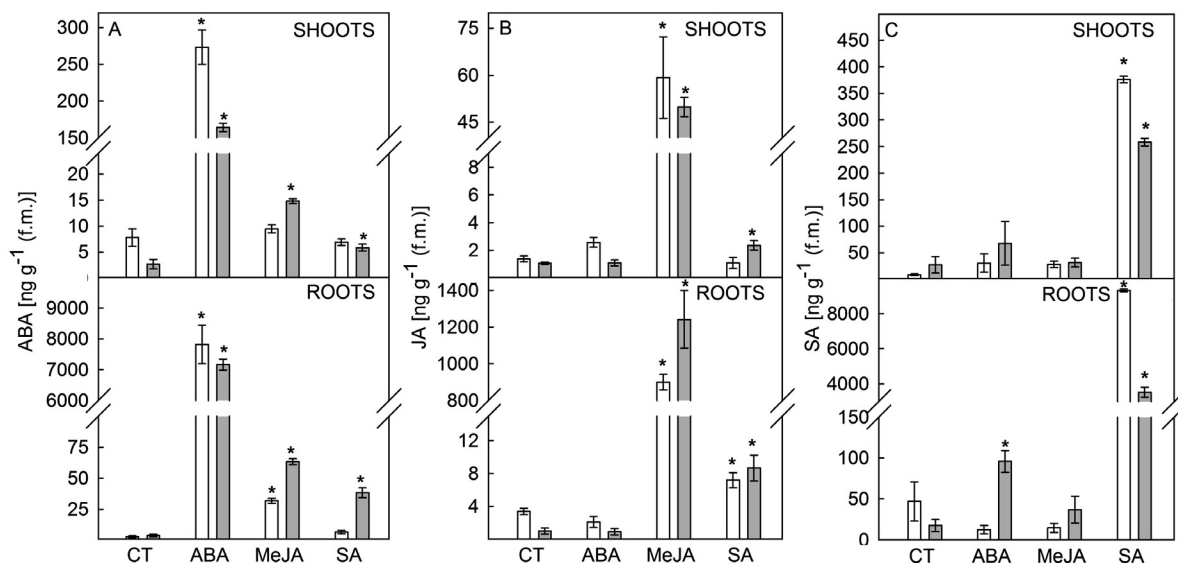 A
SHOOTS
300
250
200
150
20
15
10
5
ROOTS
9000
8000
7000
6000
75
50
25
ABA [ng g⁻¹ (f.m.)]
CT ABA MeJA SA
B
SHOOTS
75
60
45
8
6
4
2
ROOTS
1400
1200
1000
800
12
8
4
JA [ng g⁻¹ (f.m.)]
CT ABA MeJA SA
C
SHOOTS
450
400
350
300
250
200
150
100
50
ROOTS
8000
4000
150
100
50
0
SA [ng g⁻¹ (f.m.)]
CT ABA MeJA SA